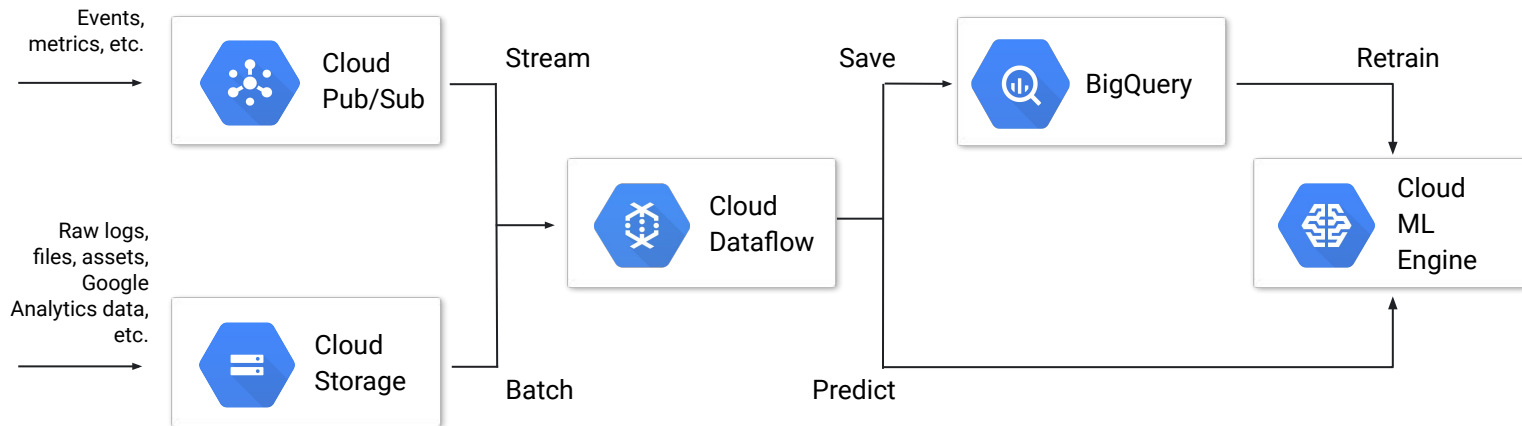 Events,
metrics, etc.
Cloud
Pub/Sub
Stream
Save
BigQuery
Retrain
Raw logs,
files, assets,
Google
Analytics data,
etc.
Cloud
Dataflow
Cloud
ML
Engine
Cloud
Storage
Batch
Predict